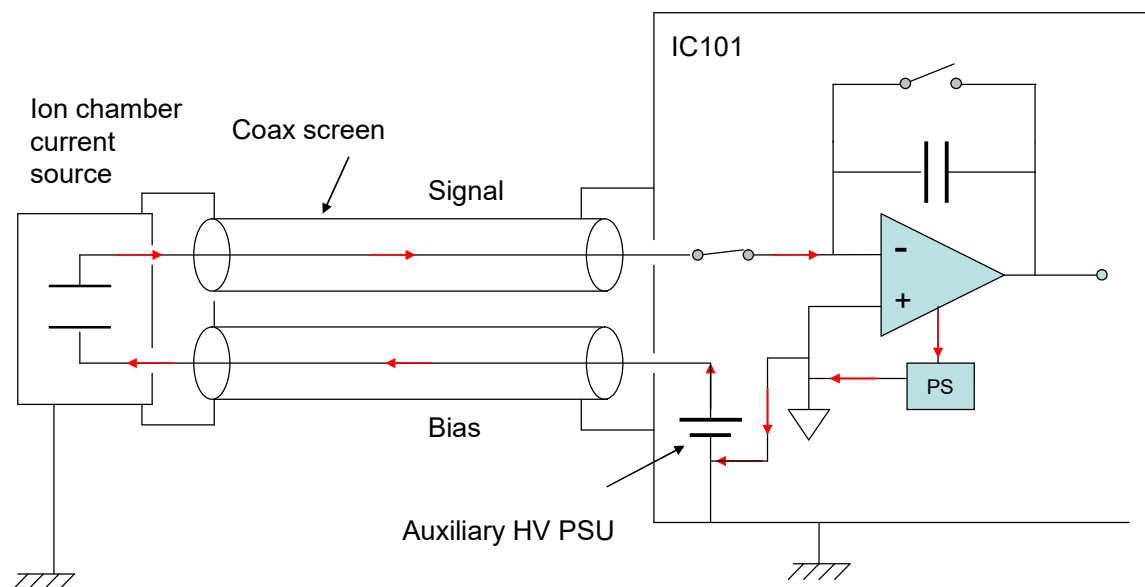 IC101
Ion chamber
current
source
Coax screen
Signal
-
+
PS
Bias
Auxiliary HV PSU